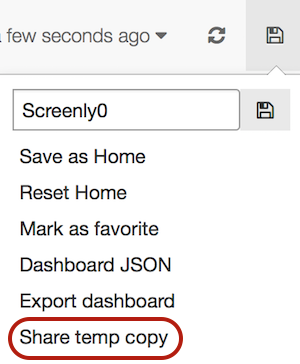 few seconds ago
Screenly0
Save as Home
Reset Home
Mark as favorite
Dashboard JSON
Export dashboard
Share temp copy